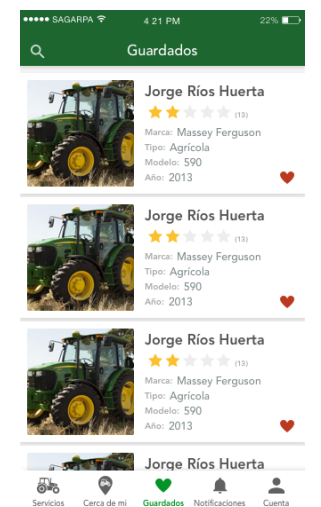 SAGARPA 4 21 PM 22%
Guardados
Jorge Ríos Huerta
(13)
Marca: Massey Ferguson
Tipo: Agrícola
Modelo: 590
Año: 2013
Jorge Ríos Huerta
(13)
Marca: Massey Ferguson
Tipo: Agrícola
Modelo: 590
Año: 2013
Jorge Ríos Huerta
(13)
Marca: Massey Ferguson
Tipo: Agrícola
Modelo: 590
Año: 2013
Jorge Ríos Huerta
Servicios Cerca de mi Guardados Notificaciones Cuenta